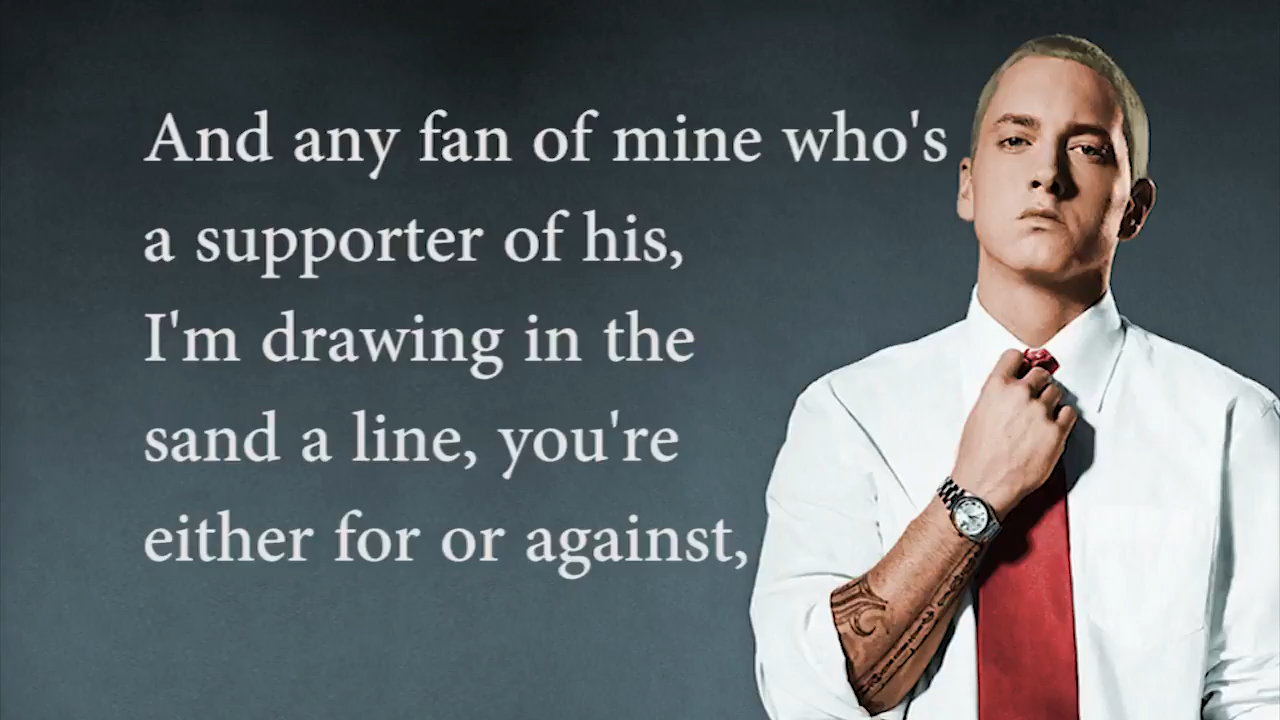 And any fan of mine who's
a supporter of his,
I'm drawing in the
sand a line, you're
either for or against,